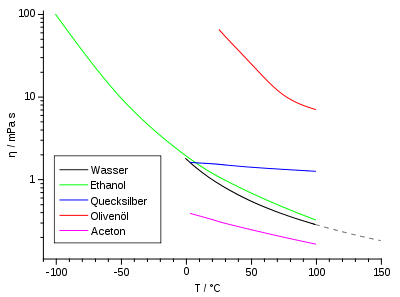 100
10
1
η / mPa.s
Wasser
Ethanol
Quecksilber
Olivenöl
Aceton
-100 -50 0 50 100 150
T / °C